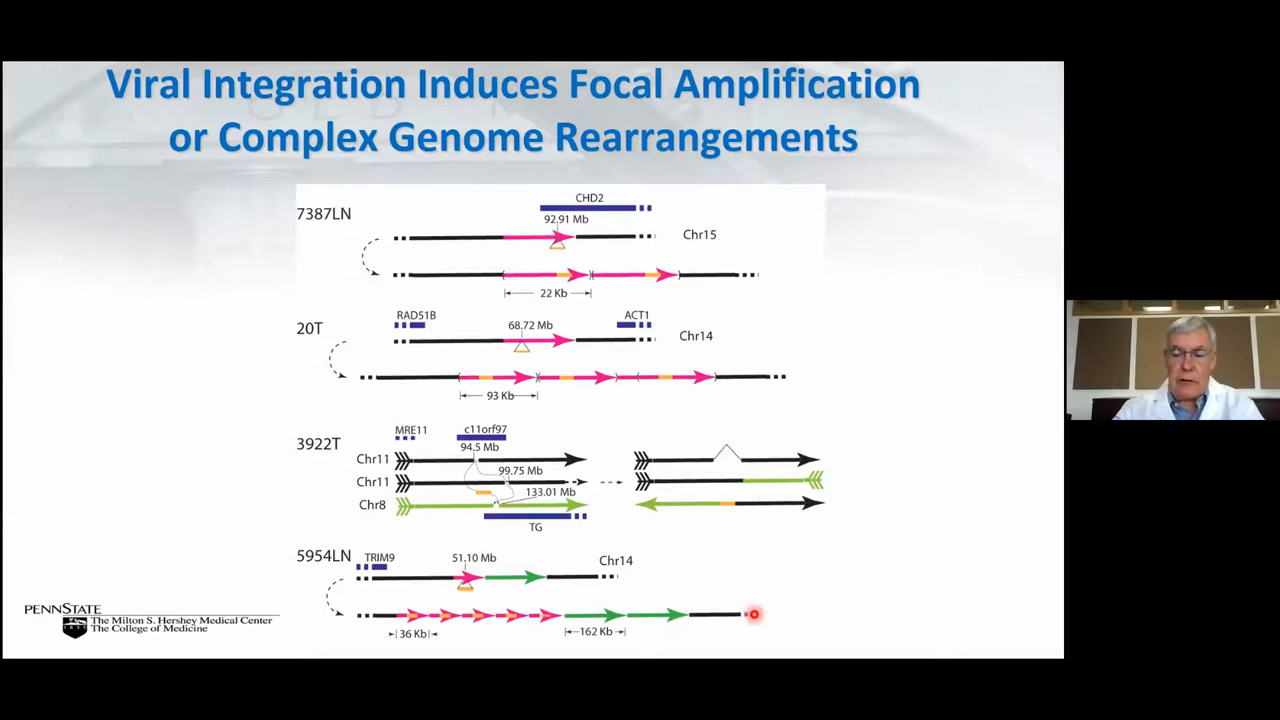 Viral Integration Induces Focal Amplification
or Complex Genome Rearrangements
CHD2
7387LN
92.91 Mb
Chr15
22 Kb
RAD51B
ACT1
20T
68.72 Mb
Chr14
93 Kb
MRE11
c11orf97
3922T
94.5 Mb
Chr11
99.75 Mb
Chr11
133.01 Mb
Chr8
TG
5954LN
TRIM9
51.10 Mb
Chr14
36 Kb
162 Kb
PENNSTATE
The Milton S. Hershey Medical Center
The College of Medicine